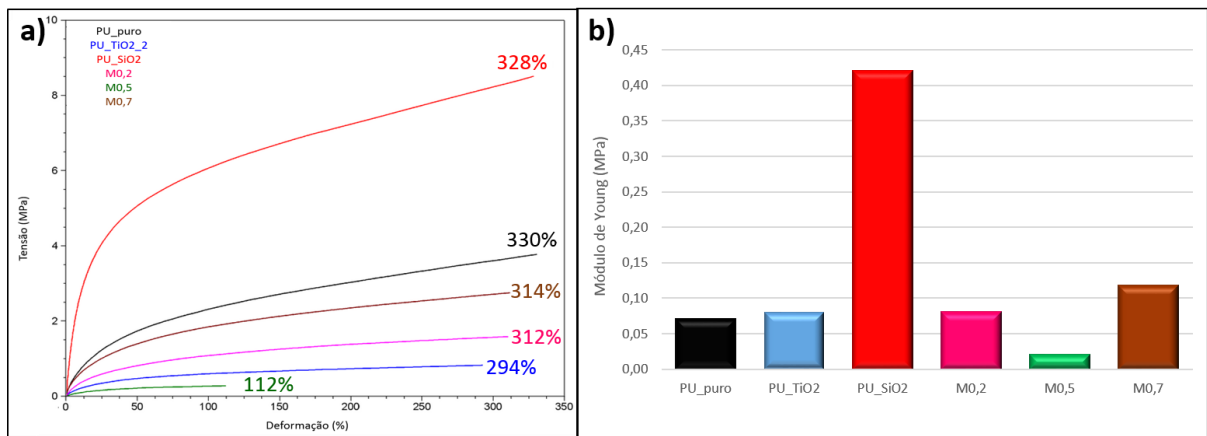 a)
PU_puro
PU_TiO2_2
PU_SiO2
M0,2
M0,5
M0,7
10
8
6
4
2
0
Tensão (MPa)
328%
330%
314%
312%
294%
112%
0 50 100 150 200 250 300 350
Deformação (%)
b)
0,45
0,40
0,35
0,30
0,25
0,20
0,15
0,10
0,05
0,00
Módulo de Young (MPa)
PU_puro PU_TiO2 PU_SiO2 M0,2 M0,5 M0,7